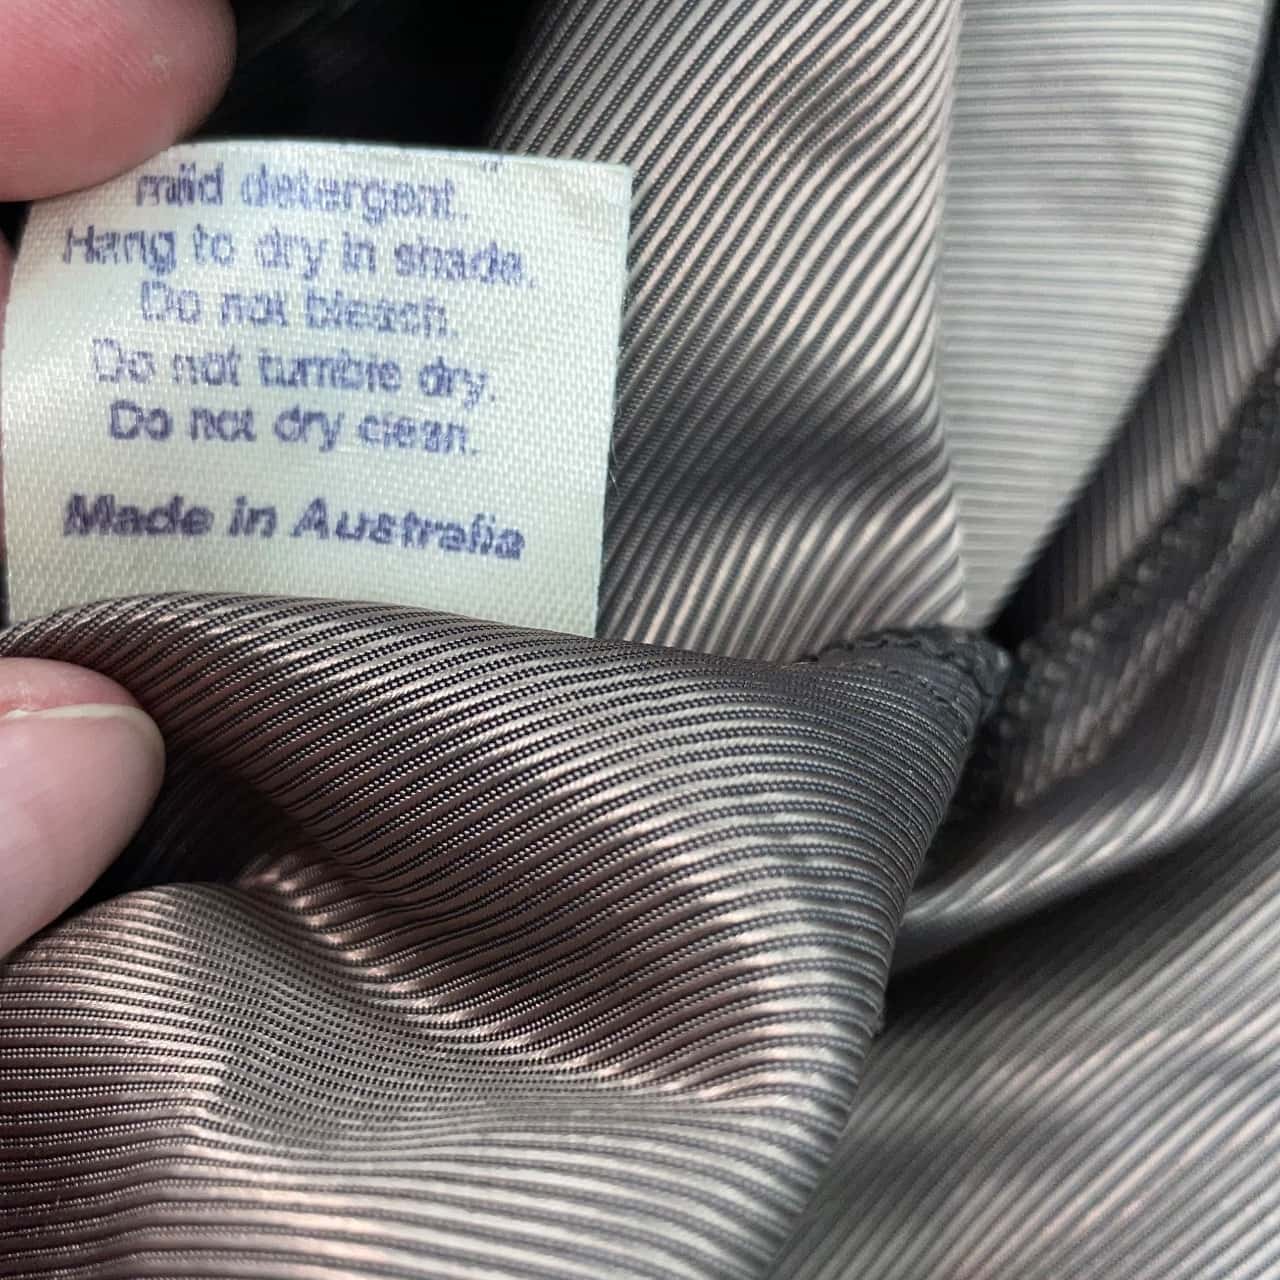 mild detergent.
Hang to dry in shade.
Do not bleach.
Do not tumble dry.
Do not dry clean.
Made in Australia